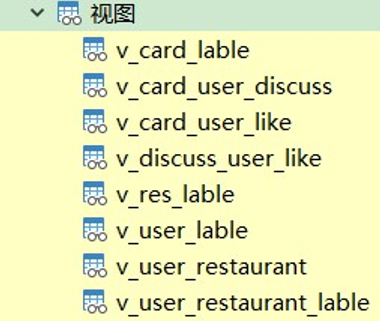 视图
v_card_lable
v_card_user_discuss
v_card_user_like
v_discuss_user_like
v_res_lable
v_user_lable
v_user_restaurant
v_user_restaurant_lable